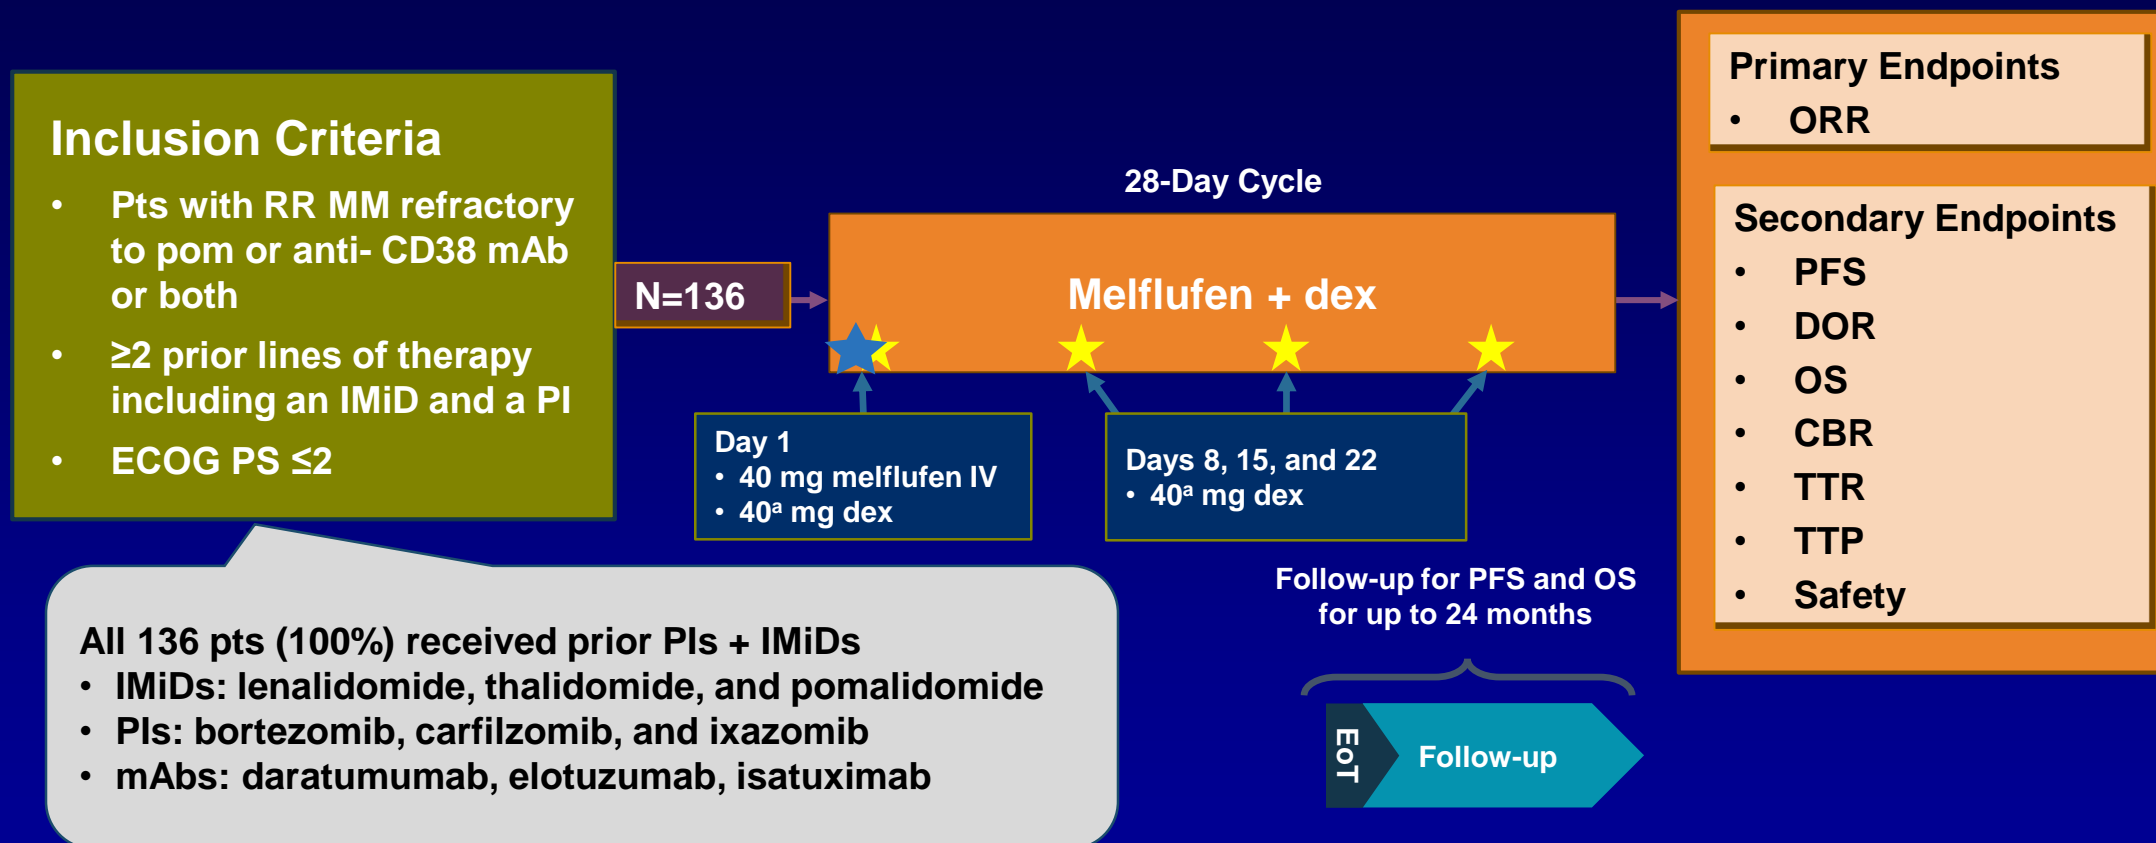 Inclusion Criteria
• Pts with RR MM refractory
to pom or anti- CD38 mAb
or both
• ≥2 prior lines of therapy
including an IMiD and a PI
• ECOG PS ≤2
N=136
28-Day Cycle
Melflufen + dex
Day 1
• 40 mg melflufen IV
• 40ᵃ mg dex
Days 8, 15, and 22
• 40ᵃ mg dex
Follow-up for PFS and OS
for up to 24 months
EoT
Follow-up
All 136 pts (100%) received prior PIs + IMiDs
• IMiDs: lenalidomide, thalidomide, and pomalidomide
• PIs: bortezomib, carfilzomib, and ixazomib
• mAbs: daratumumab, elotuzumab, isatuximab
Primary Endpoints
• ORR
Secondary Endpoints
• PFS
• DOR
• OS
• CBR
• TTR
• TTP
• Safety